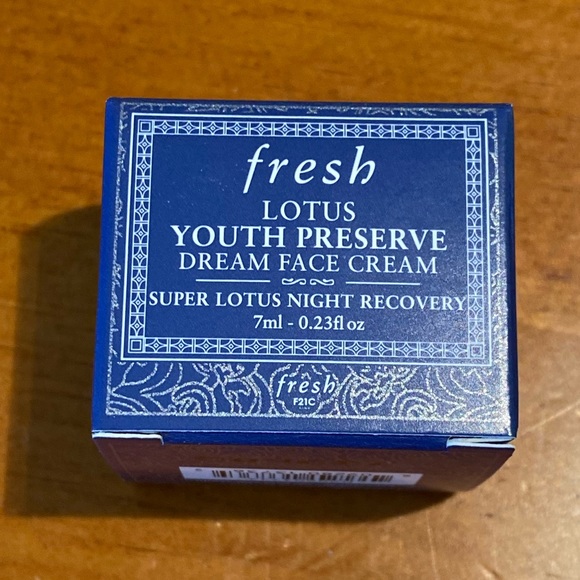 fresh
LOTUS
YOUTH PRESERVE
DREAM FACE CREAM
SUPER LOTUS NIGHT RECOVERY
7ml - 0.23fl oz
fresh
F21C